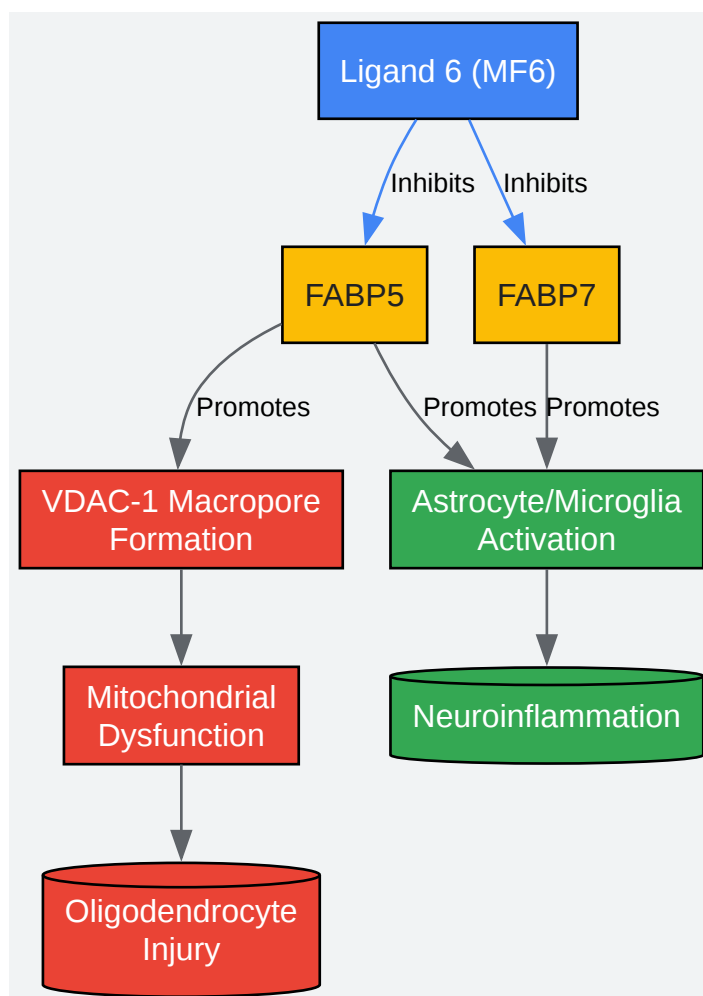 Ligand 6 (MF6)
Inhibits
Inhibits
FABP5
FABP7
Promotes
Promotes
Promotes
VDAC-1 Macropore
Formation
Astrocyte/Microglia
Activation
Mitochondrial
Dysfunction
Neuroinflammation
Oligodendrocyte
Injury